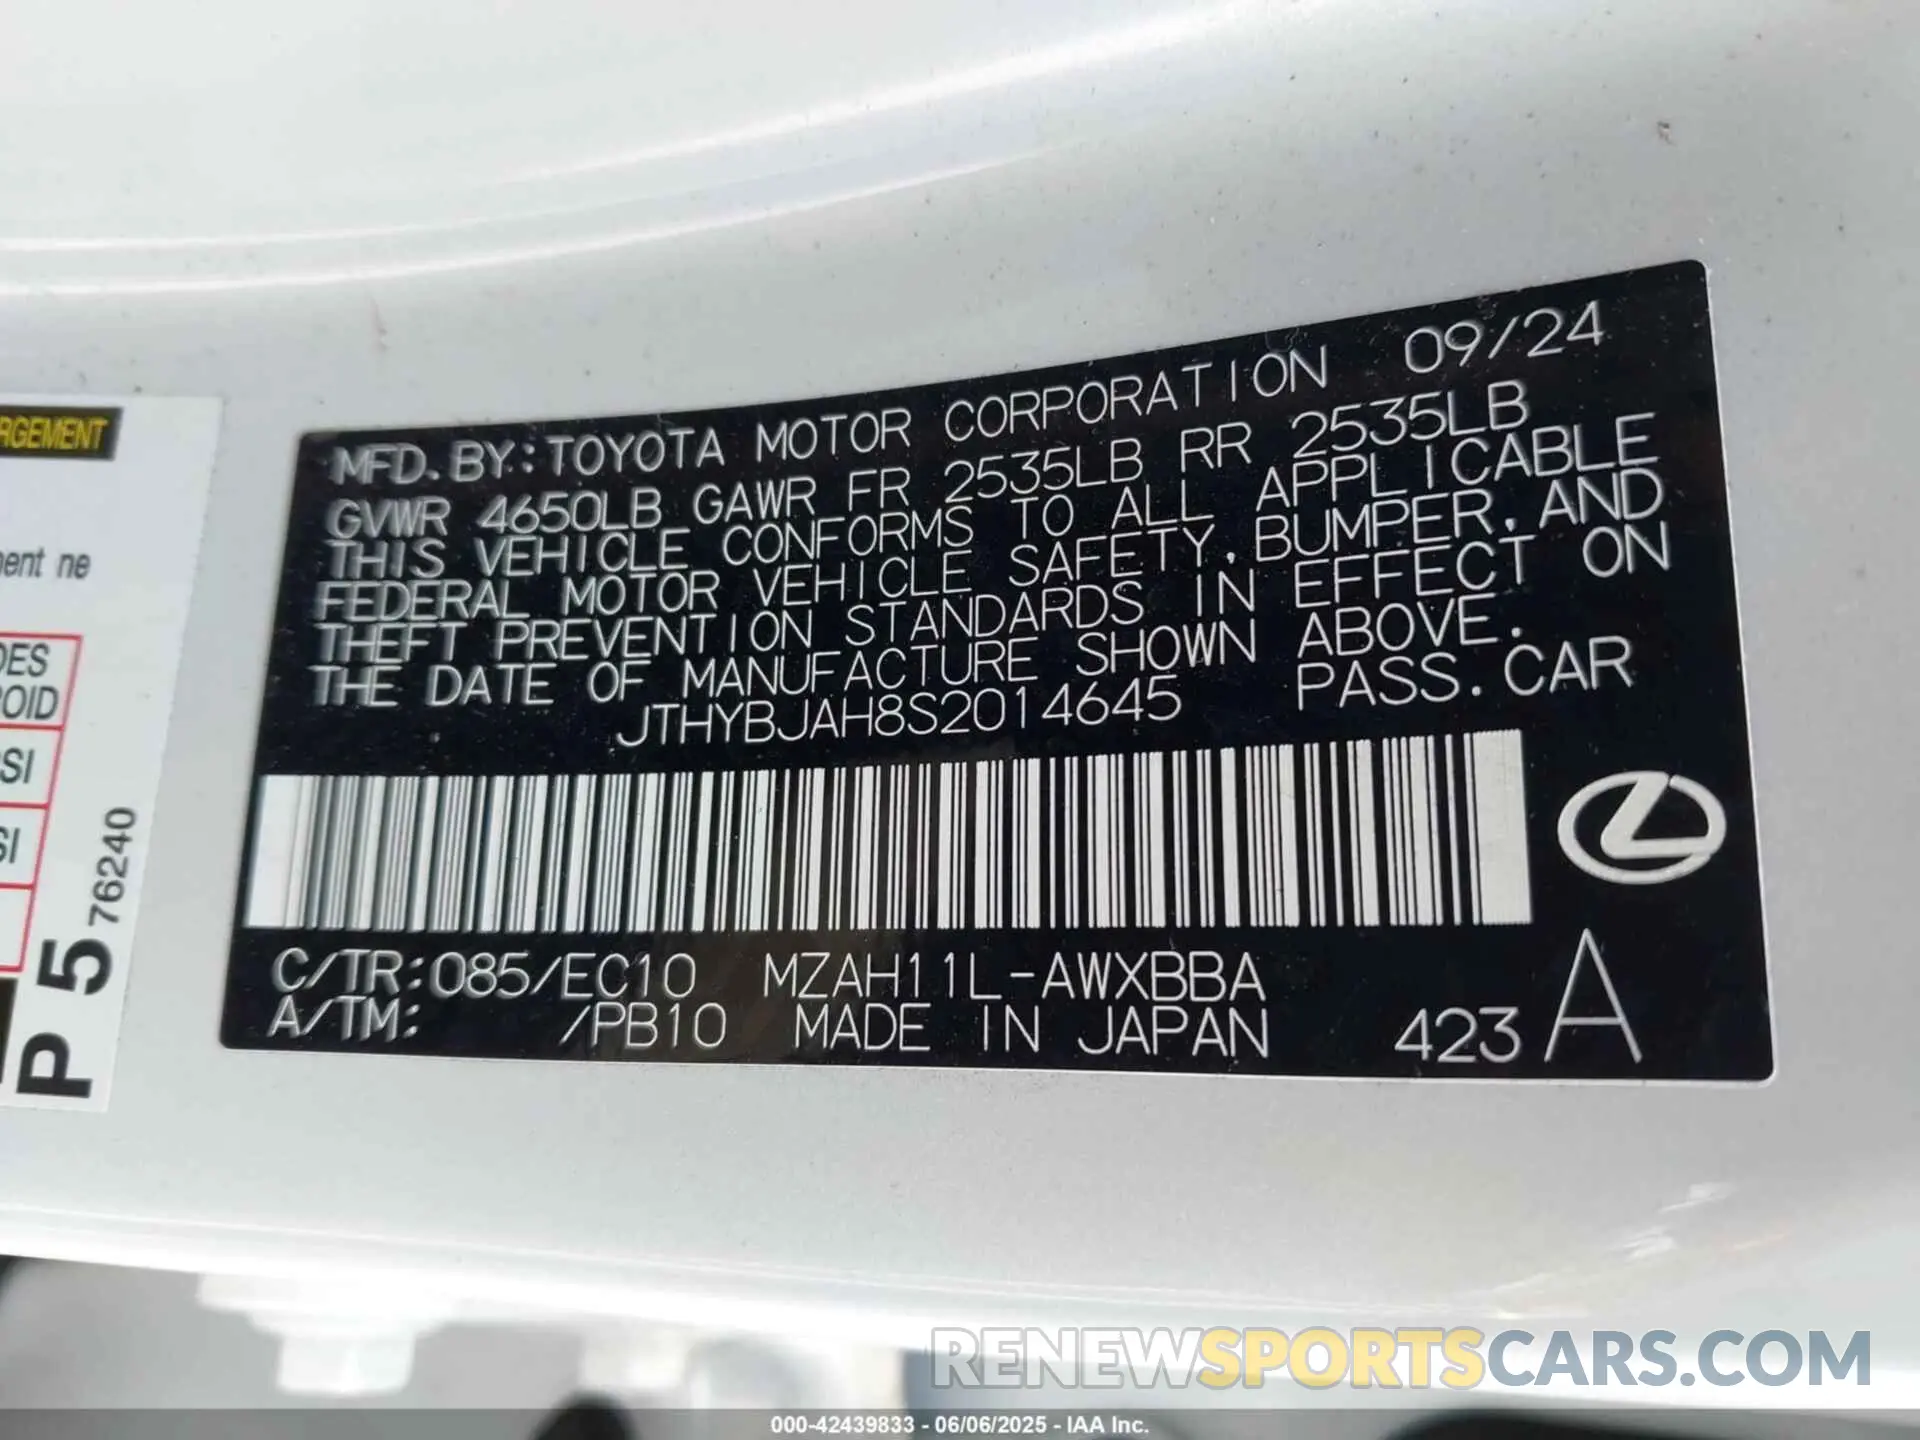 MFD. BY: TOYOTA MOTOR CORPORATION 09/24
GVWR 4650LB GAWR FR 2535LB RR 2535LB
THIS VEHICLE CONFORMS TO ALL APPLICABLE
FEDERAL MOTOR VEHICLE SAFETY, BUMPER, AND
THEFT PREVENTION STANDARDS IN EFFECT ON
THE DATE OF MANUFACTURE SHOWN ABOVE.
JTHYBJAH8S2014645 PASS. CAR
C/TR: 085/EC10 MZAH11L-AWXBBA
A/TM: /PB10 MADE IN JAPAN 423 A
RGEMENT
ment ne
DES
ROID
SI
SI
P 5 76240
RENEWSPORTSCARS.COM
000-42439833 - 06/06/2025 - IAA Inc.